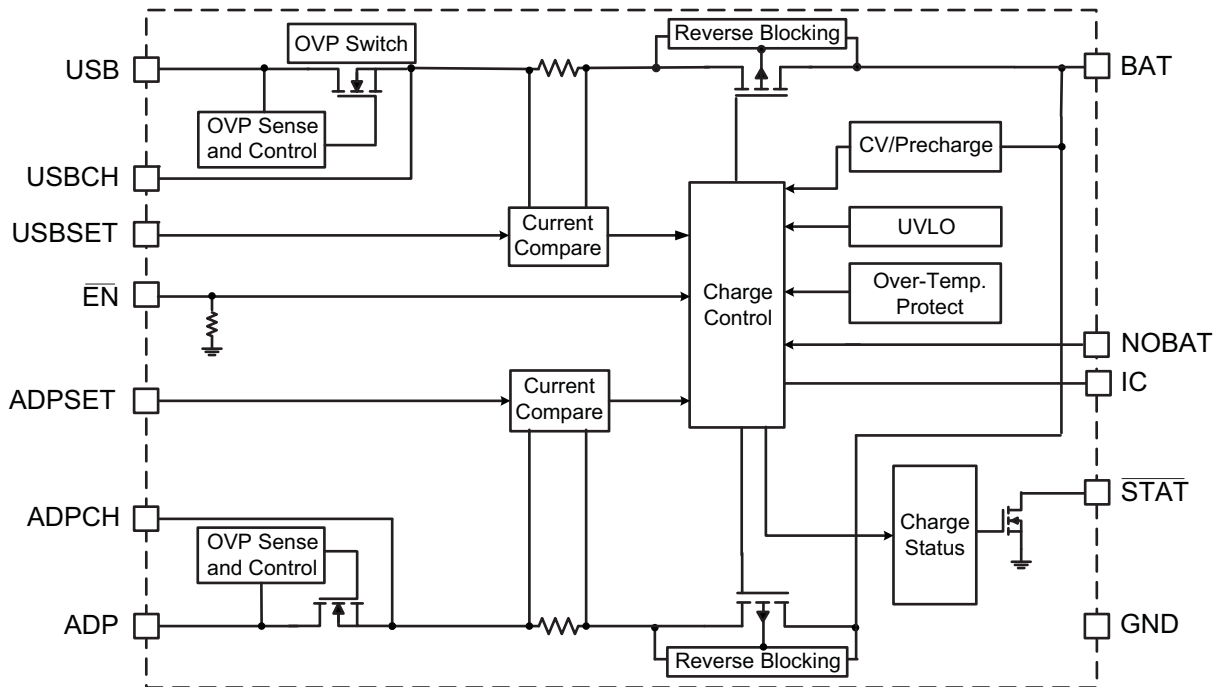 OVP Switch
Reverse Blocking
USB
BAT
OVP Sense
and Control
CV/Precharge
USBCH
USBSET
Current
Compare
UVLO
EN
Charge
Control
Over-Temp.
Protect
NOBAT
IC
ADPSET
Current
Compare
STAT
ADPCH
Charge
Status
OVP Sense
and Control
ADP
GND
Reverse Blocking